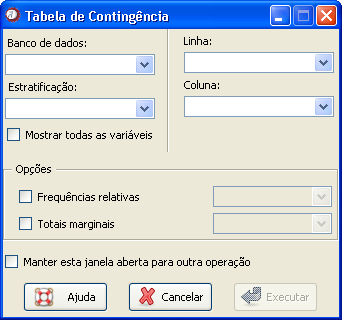 Tabela de Contingência
Banco de dados:
Linha:
Estratificação:
Coluna:
Mostrar todas as variáveis
Opções
Frequências relativas
Totais marginais
Manter esta janela aberta para outra operação
Ajuda
Cancelar
Executar